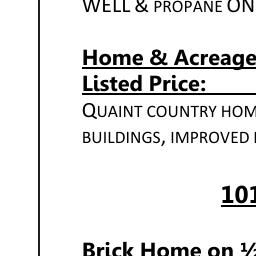 WELL & PROPANE ON
Home & Acreage
Listed Price:
QUAINT COUNTRY HOM
BUILDINGS, IMPROVED
101
Brick Home on ½